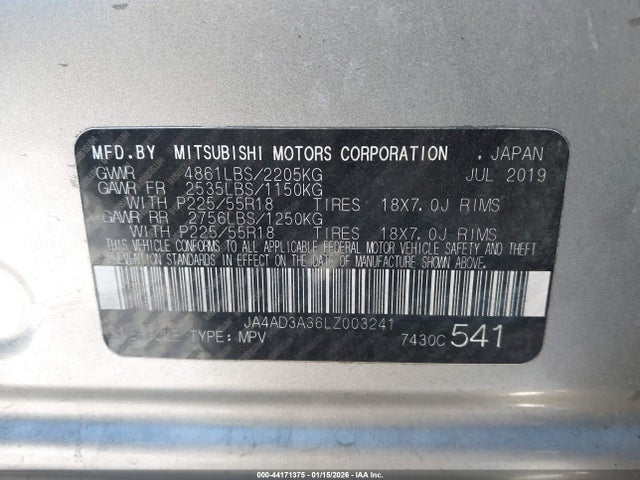 MFD.BY MITSUBISHI MOTORS CORPORATION , JAPAN
GVWR 4861LBS/2205KG JUL 2019
GAWR FR 2535LBS/1150KG
WITH P225/55R18 TIRES 18X7.0J RIMS
GAWR RR 2756LBS/1250KG
WITH P225/55R18 TIRES 18X7.0J RIMS
THIS VEHICLE CONFORMS TO ALL APPLICABLE FEDERAL MOTOR VEHICLE SAFETY AND THEFT
PREVENTION STANDARDS IN EFFECT ON THE DATE OF MANUFACTURE SHOWN ABOVE.
JA4AD3A36LZ003241
TYPE: MPV 7430C 541
000-44171375 - 01/15/2026 - IAA Inc.